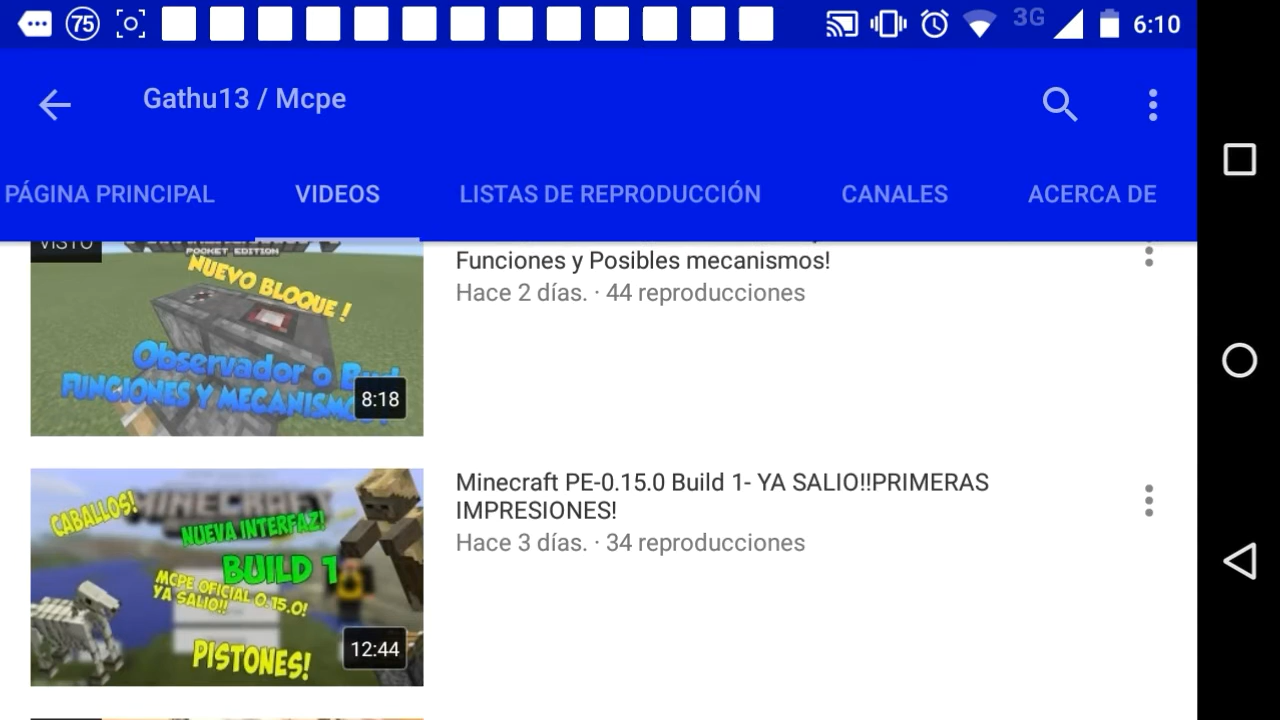 75
3G
6:10
Gathu13 / Mcpe
PÁGINA PRINCIPAL
VIDEOS
LISTAS DE REPRODUCCIÓN
CANALES
ACERCA DE
VISTO
POCKET EDITION
NUEVO BLOQUE !
Observador o
FUNCIONES Y MECANISMO
8:18
Funciones y Posibles mecanismos!
Hace 2 días. · 44 reproducciones
MINECRAFT
CABALLOS!
NUEVA INTERFAZ!
BUILD 1
MCPE OFICIAL 0.15.0!
YA SALIO!!
PISTONES!
12:44
Minecraft PE-0.15.0 Build 1- YA SALIO!!PRIMERAS
IMPRESIONES!
Hace 3 días. · 34 reproducciones